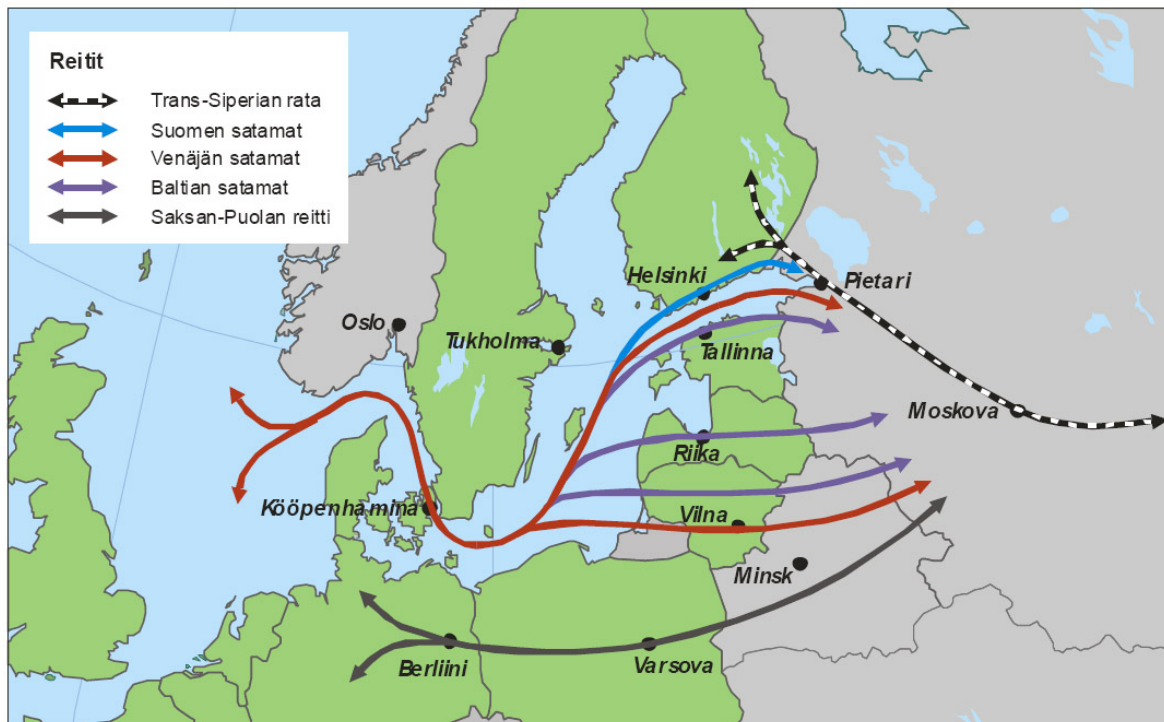 Reitit
Trans-Siperian rata
Suomen satamat
Venäjän satamat
Baltian satamat
Saksan-Puolan reitti
Helsinki
Pietari
Oslo
Tukholma
Tallinna
Moskova
Riika
Kööpenhamina
Vilna
Minsk
Berliini
Varsova